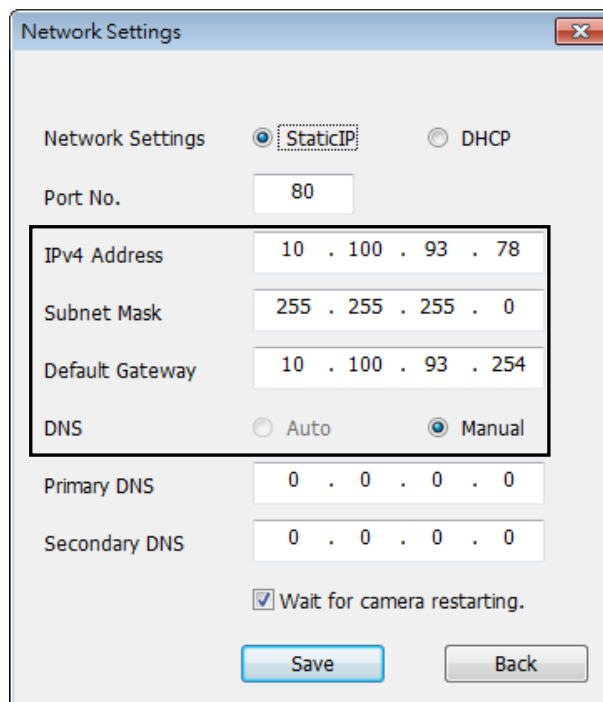 Network Settings
Network Settings StaticIP DHCP
Port No. 80
IPv4 Address 10 . 100 . 93 . 78
Subnet Mask 255 . 255 . 255 . 0
Default Gateway 10 . 100 . 93 . 254
DNS Auto Manual
Primary DNS 0 . 0 . 0 . 0
Secondary DNS 0 . 0 . 0 . 0
Wait for camera restarting.
Save Back